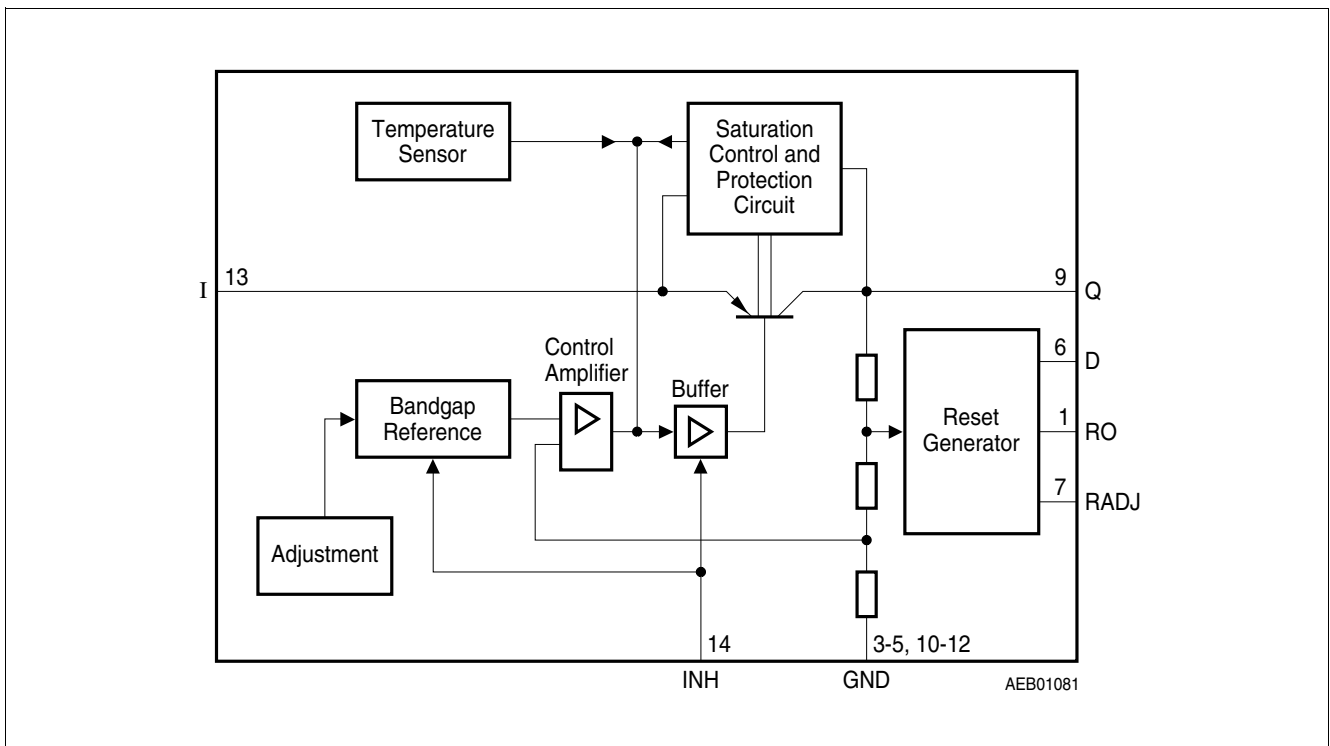 Temperature
Sensor
Saturation
Control and
Protection
Circuit
I
13
9
Q
Control
Amplifier
Buffer
Bandgap
Reference
Reset
Generator
6
D
1
RO
7
RADJ
Adjustment
14
3-5, 10-12
INH
GND
AEB01081